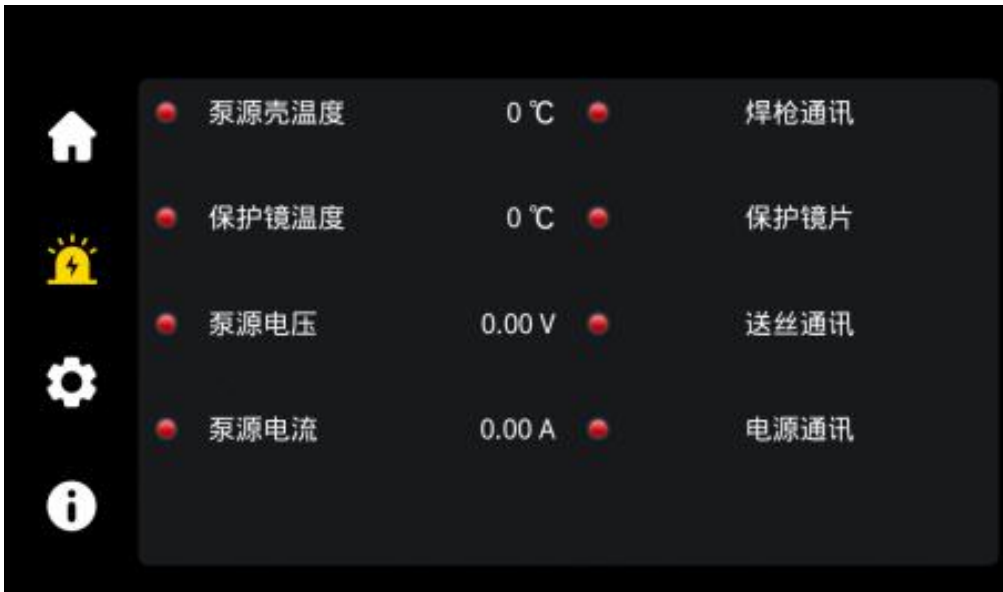 泵源壳温度 0 ℃ 焊枪通讯
保护镜温度 0 ℃ 保护镜片
泵源电压 0.00 V 送丝通讯
泵源电流 0.00 A 电源通讯